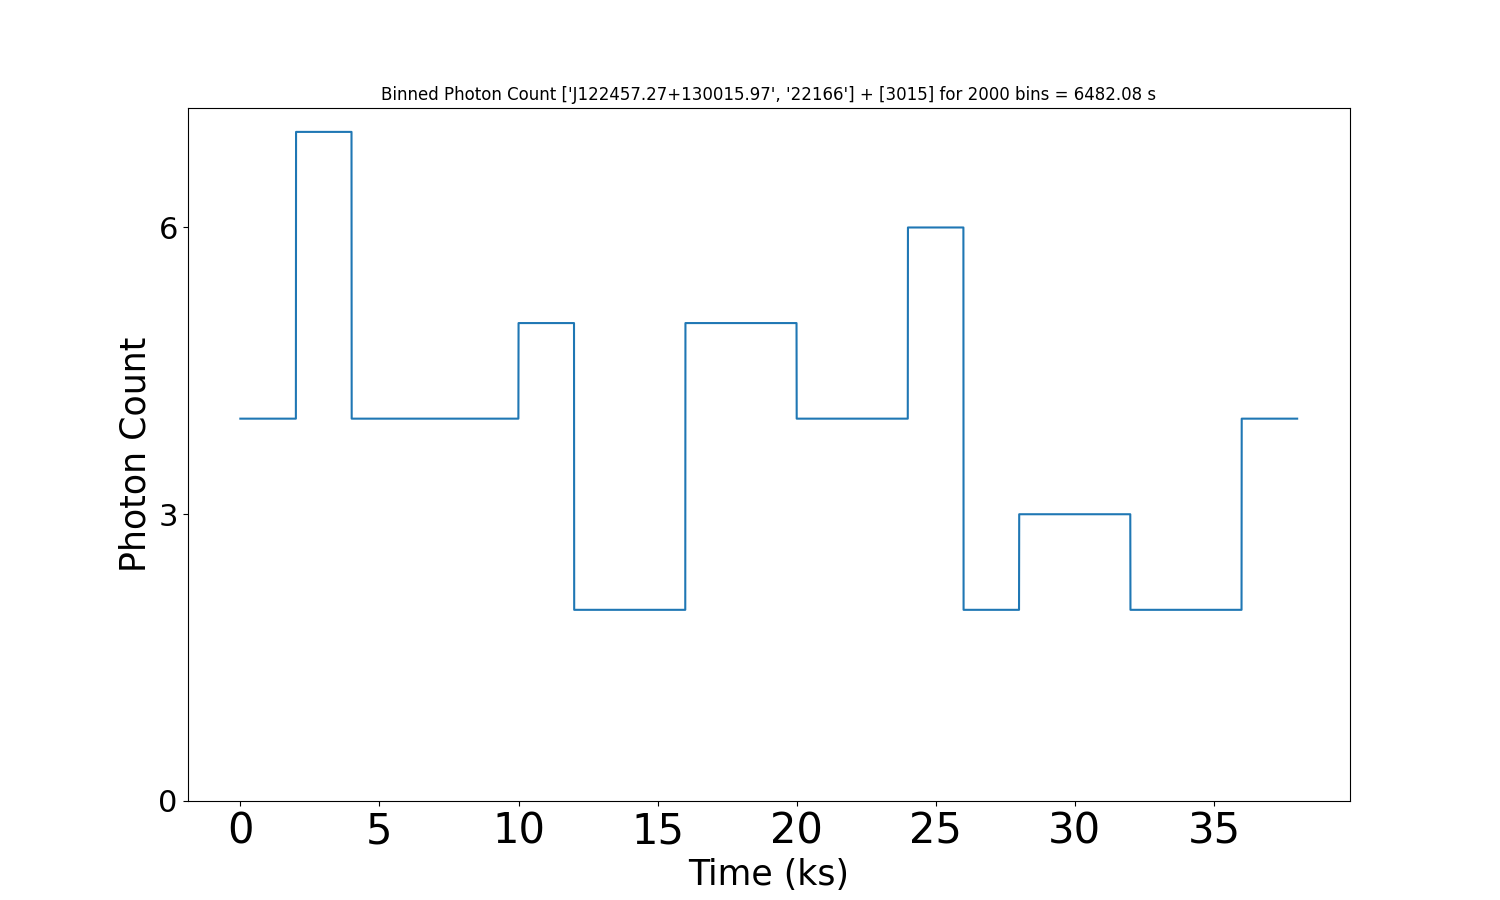 Binned Photon Count ['J122457.27+130015.97', '22166'] + [3015] for 2000 bins = 6482.08 s
6
3
0
Photon Count
0 5 10 15 20 25 30 35
Time (ks)